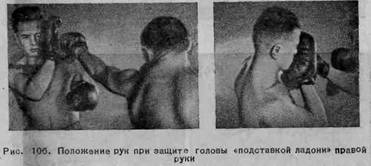 Рис. 106. Положение рук при защите головы «подставкой ладони» правой
руки